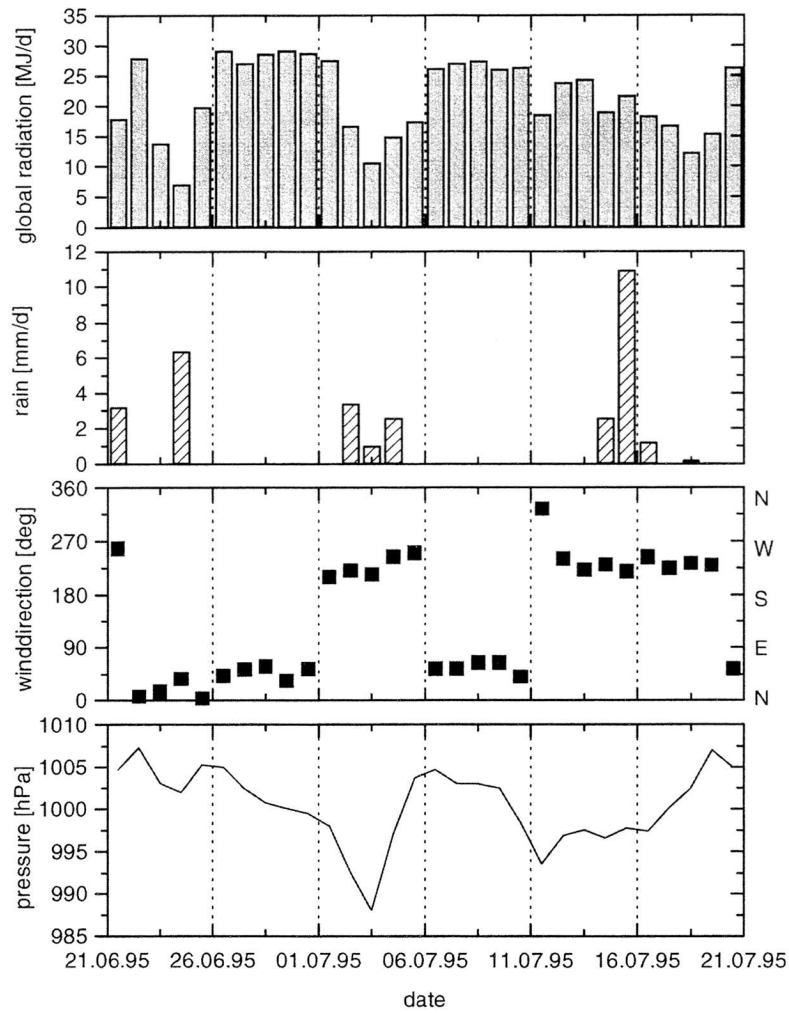 35
30
25
20
15
10
5
0
global radiation [MJ/d]
12
10
8
6
4
2
0
rain [mm/d]
360
270
180
90
0
winddirection [deg]
N
W
S
E
N
1010
1005
1000
995
990
985
pressure [hPa]
21.06.95 26.06.95 01.07.95 06.07.95 11.07.95 16.07.95 21.07.95
date